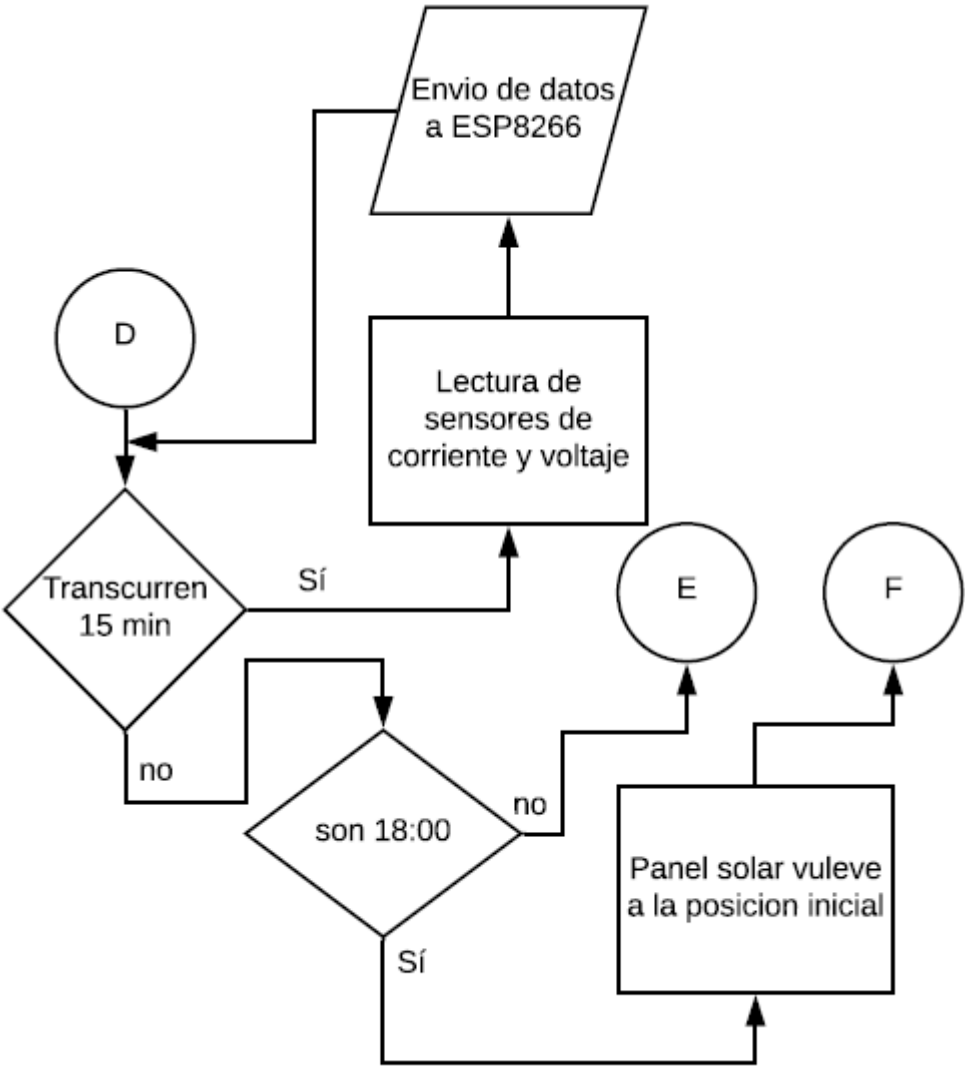 Envio de datos
a ESP8266
D
Lectura de
sensores de
corriente y voltaje
Transcurren
15 min
Sí
E
F
no
son 18:00
no
Panel solar vuleve
a la posicion inicial
Sí